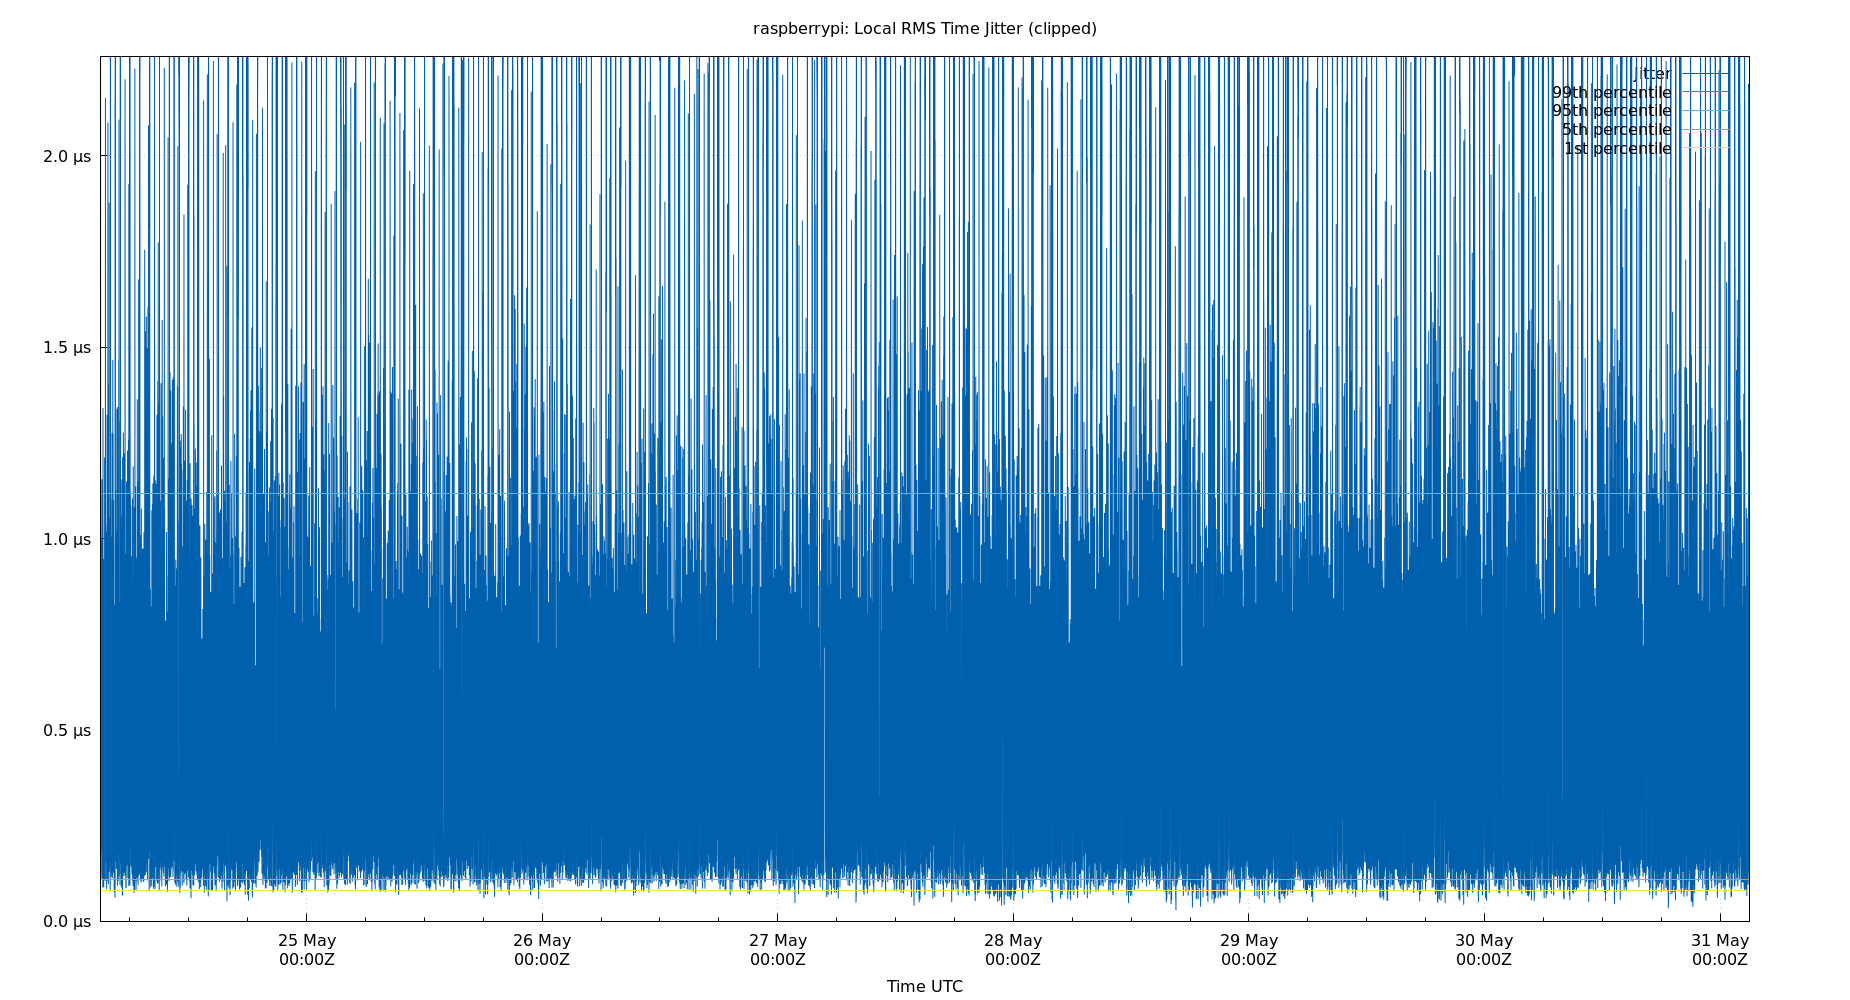 raspberrypi: Local RMS Time Jitter (clipped)
jitter
99th percentile
95th percentile
5th percentile
1st percentile
2.0 µs
1.5 µs
1.0 µs
0.5 µs
0.0 µs
25 May
00:00Z
26 May
00:00Z
27 May
00:00Z
28 May
00:00Z
29 May
00:00Z
30 May
00:00Z
31 May
00:00Z
Time UTC